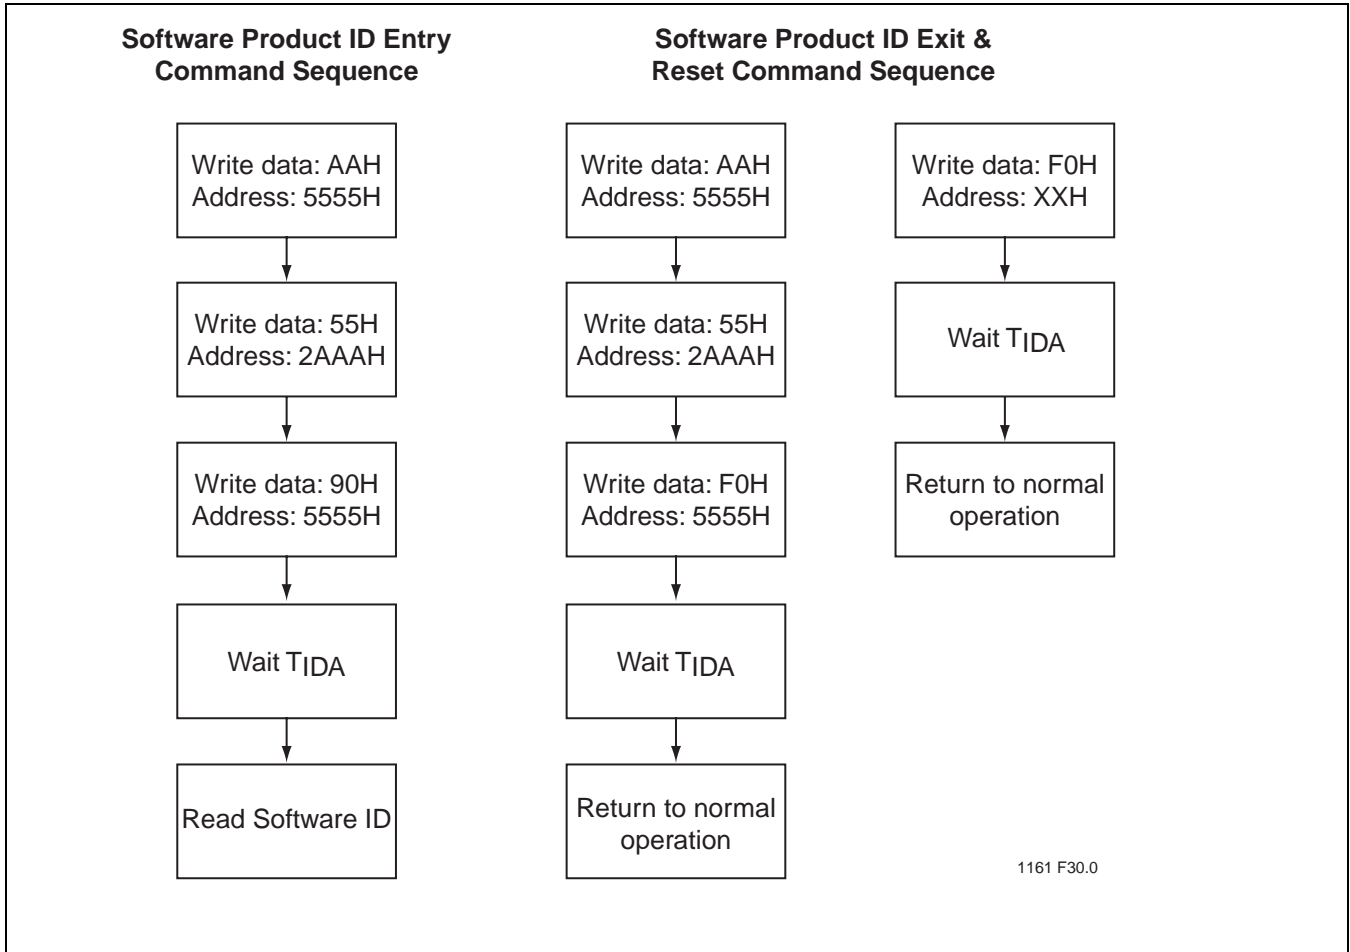 Software Product ID Entry
Command Sequence
Write data: AAH
Address: 5555H
Write data: 55H
Address: 2AAAH
Write data: 90H
Address: 5555H
Wait TIDA
Read Software ID
Software Product ID Exit &
Reset Command Sequence
Write data: AAH
Address: 5555H
Write data: 55H
Address: 2AAAH
Write data: F0H
Address: 5555H
Wait TIDA
Return to normal
operation
Write data: F0H
Address: XXH
Wait TIDA
Return to normal
operation
1161 F30.0